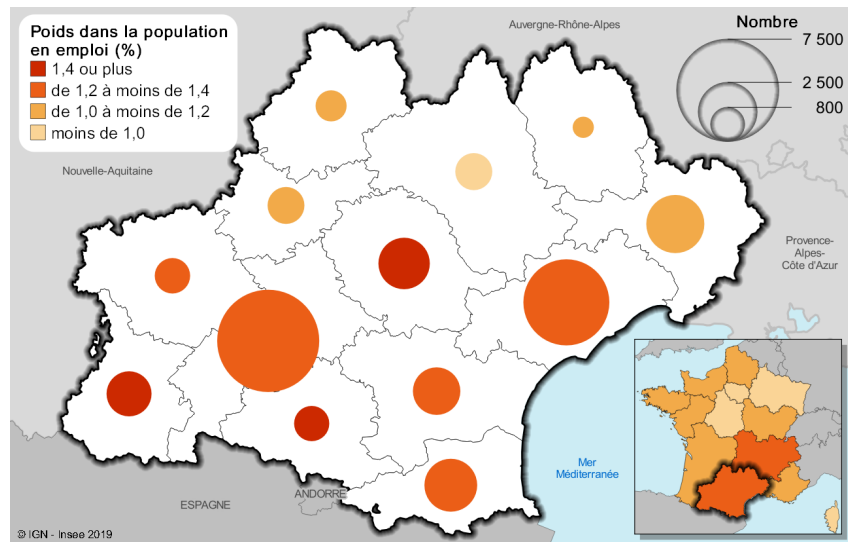 Poids dans la population
en emploi (%)
1,4 ou plus
de 1,2 à moins de 1,4
de 1,0 à moins de 1,2
moins de 1,0
Auvergne-Rhône-Alpes
Nombre
7 500
2 500
800
Nouvelle-Aquitaine
Provence-
Alpes-
Côte d'Azur
Mer
Méditerranée
ESPAGNE
ANDORRE
© IGN - Insee 2019